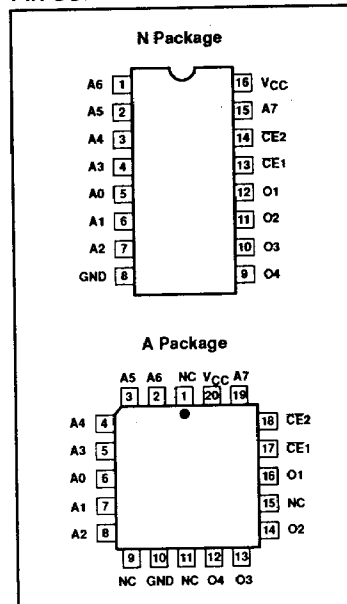 N Package
A6 1 16 VCC
A5 2 15 A7
A4 3 14 CE2
A3 4 13 CE1
A0 5 12 O1
A1 6 11 O2
A2 7 10 O3
GND 8 9 O4
A Package
A5 A6 NC VCC A7
3 2 1 20 19
A4 4 18 CE2
A3 5 17 CE1
A0 6 16 O1
A1 7 15 NC
A2 8 14 O2
9 10 11 12 13
NC GND NC O4 O3